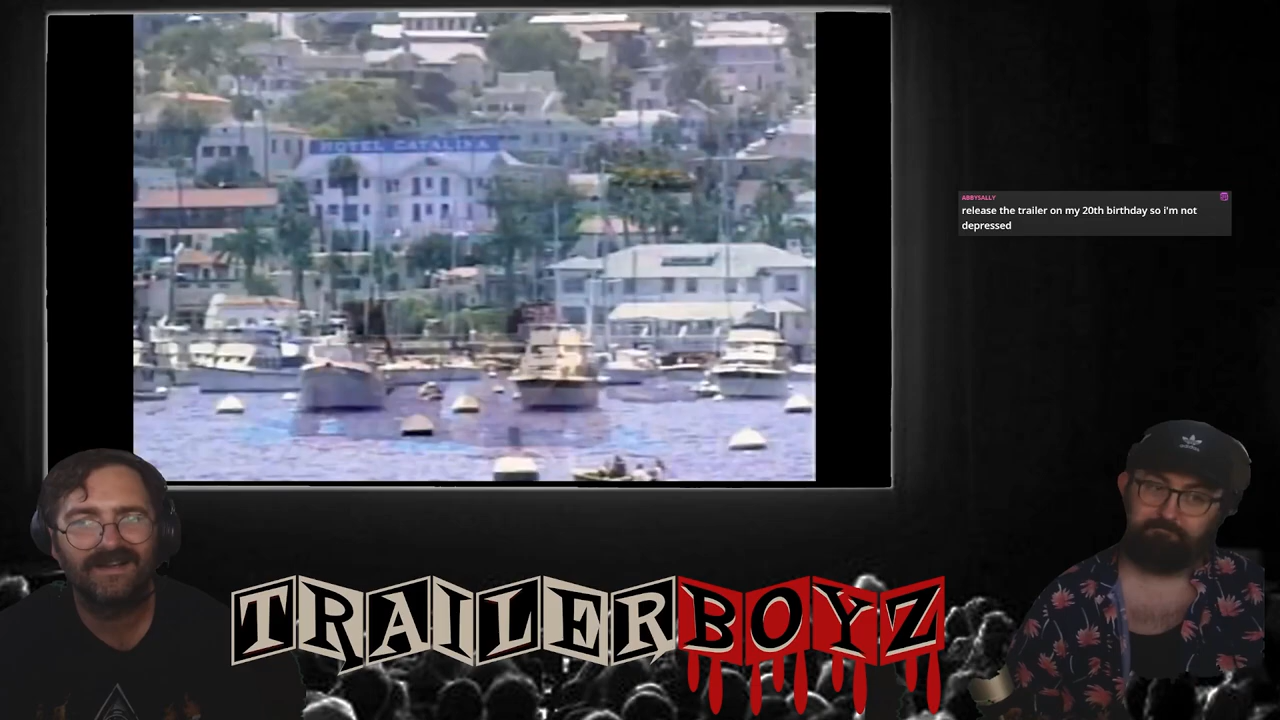 HOTEL CATALINA
ABBYSALLY
release the trailer on my 20th birthday so i'm not
depressed
TRAILERBOYZ